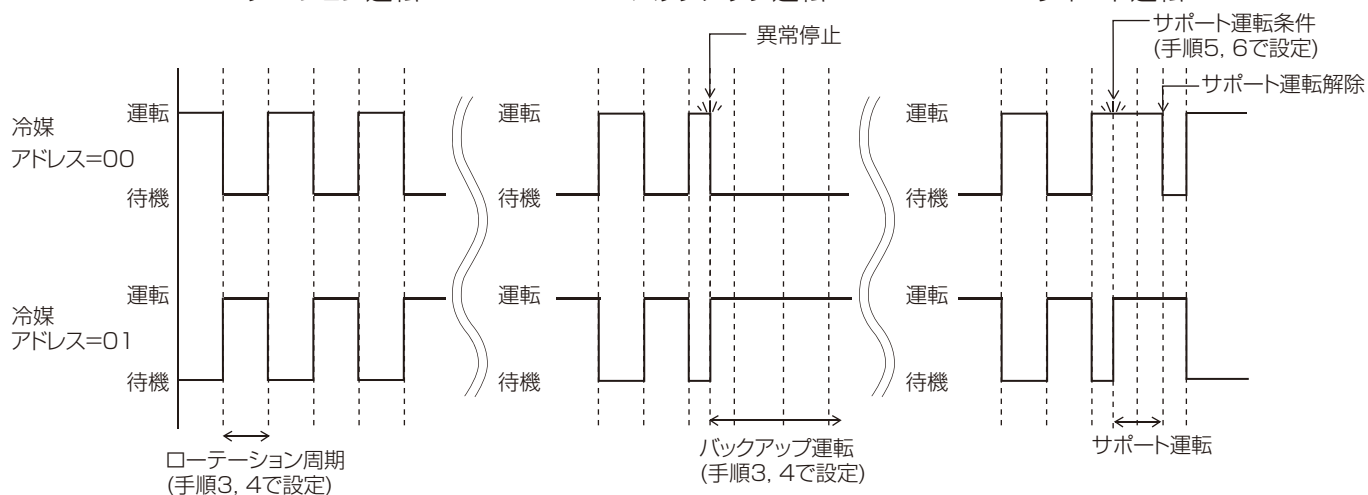 異常停止
サポート運転条件
(手順5, 6で設定)
サポート運転解除
冷媒
アドレス=00
運転
待機
運転
待機
運転
待機
冷媒
アドレス=01
運転
待機
運転
待機
運転
待機
ローテーション周期
(手順3, 4で設定)
バックアップ運転
(手順3, 4で設定)
サポート運転